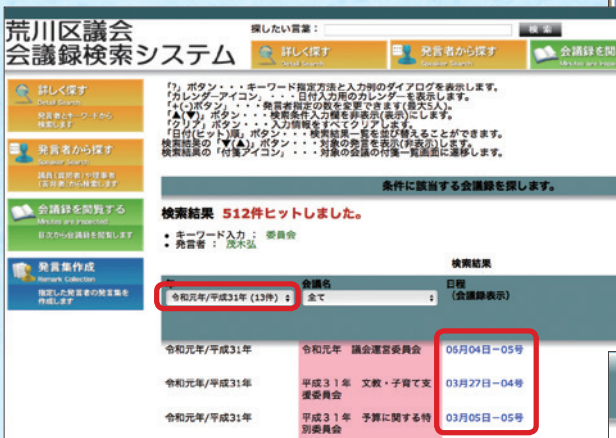 荒川区議会
会議録検索システム
探したい言葉：
検 索
詳しく探す
Detail Search
発言者から探す
Speaker Search
会議録を閲
Minutes are Inspected
詳しく探す
Detail Search
発言者とキーワードから
検索します
発言者から探す
Speaker Search
会議録を閲覧する
Minutes are Inspected
目次から会議録を閲覧します
発言集作成
Remark Collection
指定した発言者の発言集を
作成します
「?」ボタン・・・キーワード指定方法と入力例のダイアログを表示します。
「カレンダーアイコン」・・・日付入力用のカレンダーを表示します。
「+(-)ボタン」・・・発言者指定の数を変更できます(最大5人)。
「▲(▼)」ボタン・・・検索条件入力欄を非表示(表示)にします。
「クリア」ボタン・・・入力情報をすべてクリアします。
「日付(ヒット)順」ボタン・・・検索結果一覧を並び替えることができます。
検索結果の「▼(▲)」ボタン・・・対象の発言を表示(非表示)します。
検索結果の「付箋アイコン」・・・対象の会議の付箋一覧画面に遷移します。
条件に該当する会議録を探します。
検索結果 512件ヒットしました。
• キーワード入力 ： 委員会
• 発言者 ： 茂木弘
検索結果
年
会議名
日程
令和元年/平成31年 (13件)
全て
(会議録表示)
令和元年/平成31年
令和元年 議会運営委員会
06月04日－05号
令和元年/平成31年
平成31年 文教・子育て支
援委員会
03月27日－04号
令和元年/平成31年
平成31年 予算に関する特
別委員会
03月05日－05号